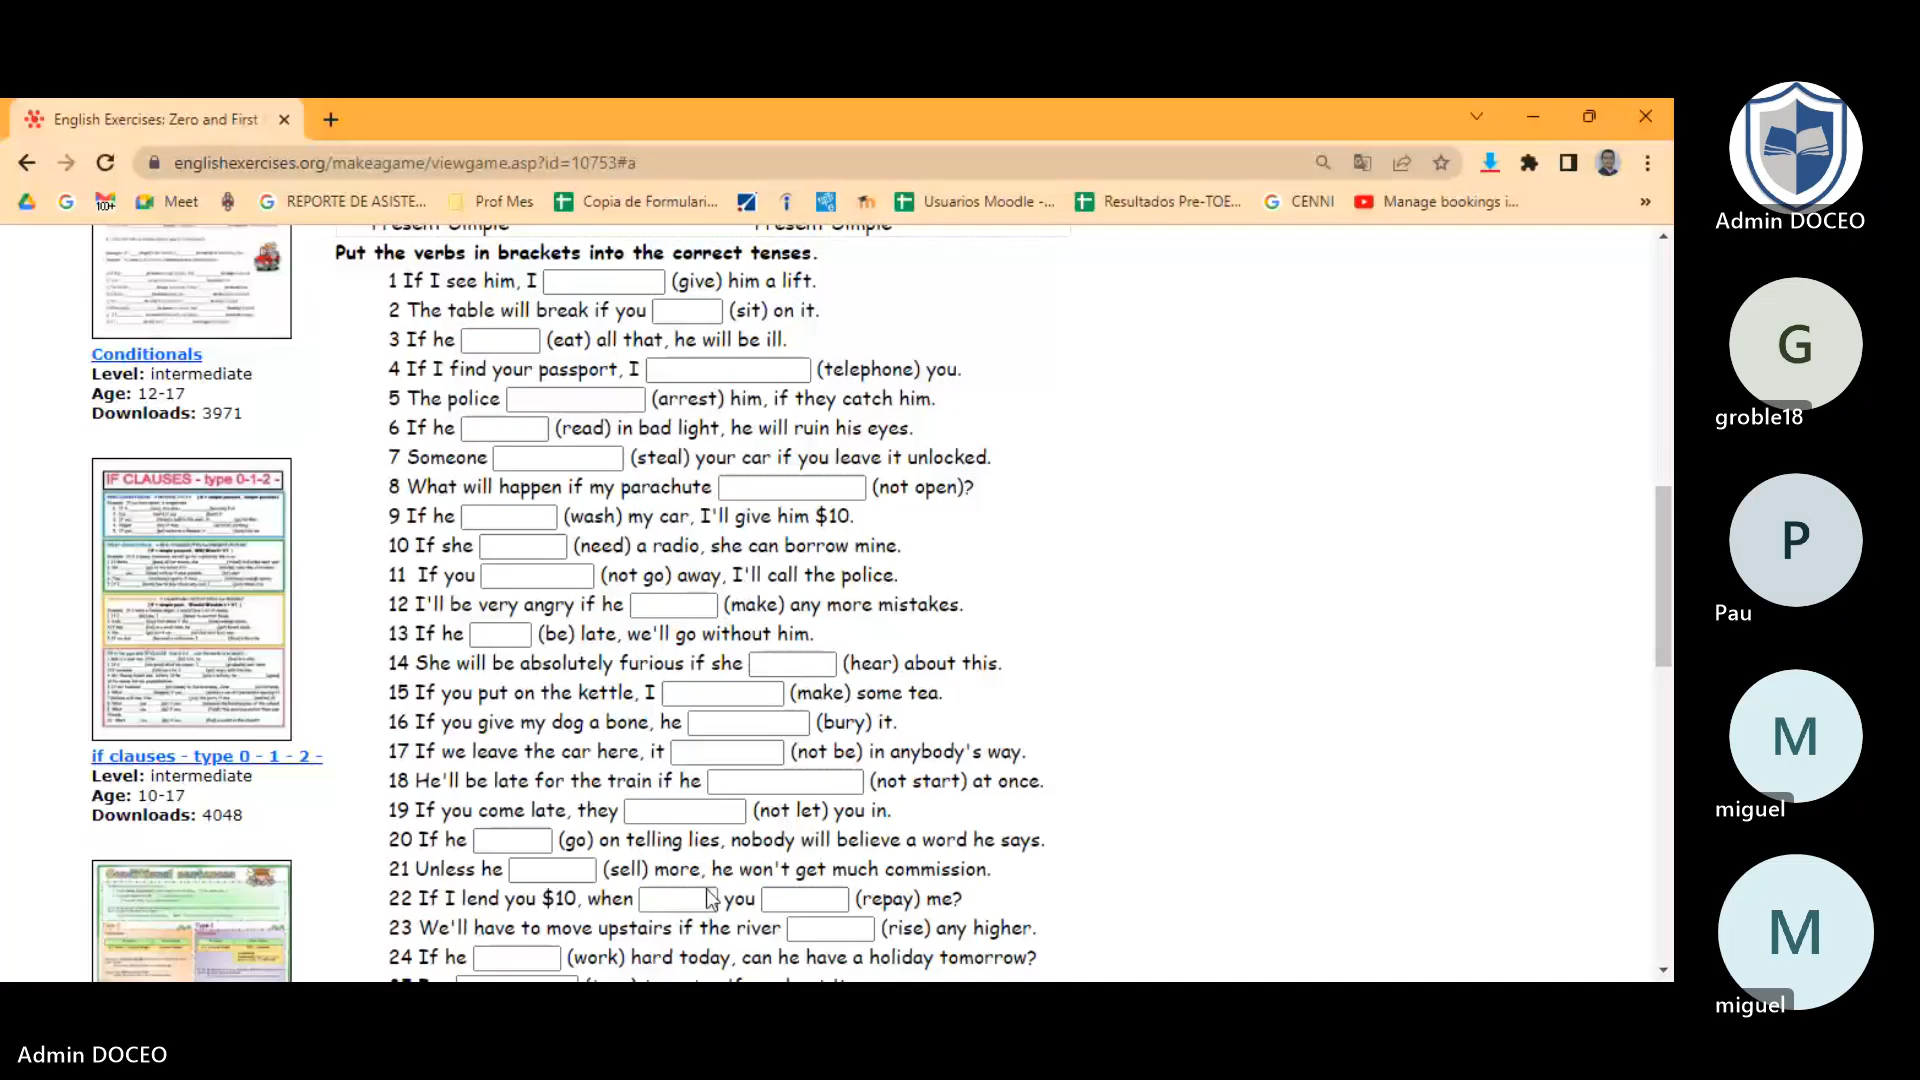 English Exercises: Zero and First
englishexercises.org/makeagame/viewgame.asp?id=10753#a
100+
Meet
REPORTE DE ASISTE...
Prof Mes
Copia de Formulari...
Usuarios Moodle -...
Resultados Pre-TOE...
CENNI
Manage bookings i...
»
Present Simple Present Simple
Put the verbs in brackets into the correct tenses.
1 If I see him, I (give) him a lift.
2 The table will break if you (sit) on it.
3 If he (eat) all that, he will be ill.
4 If I find your passport, I (telephone) you.
5 The police (arrest) him, if they catch him.
6 If he (read) in bad light, he will ruin his eyes.
7 Someone (steal) your car if you leave it unlocked.
8 What will happen if my parachute (not open)?
9 If he (wash) my car, I'll give him $10.
10 If she (need) a radio, she can borrow mine.
11 If you (not go) away, I'll call the police.
12 I'll be very angry if he (make) any more mistakes.
13 If he (be) late, we'll go without him.
14 She will be absolutely furious if she (hear) about this.
15 If you put on the kettle, I (make) some tea.
16 If you give my dog a bone, he (bury) it.
17 If we leave the car here, it (not be) in anybody's way.
18 He'll be late for the train if he (not start) at once.
19 If you come late, they (not let) you in.
20 If he (go) on telling lies, nobody will believe a word he says.
21 Unless he (sell) more, he won't get much commission.
22 If I lend you $10, when you (repay) me?
23 We'll have to move upstairs if the river (rise) any higher.
24 If he (work) hard today, can he have a holiday tomorrow?
Conditionals
Level: intermediate
Age: 12-17
Downloads: 3971
IF CLAUSES - type 0-1-2 -
if clauses - type 0 - 1 - 2 -
Level: intermediate
Age: 10-17
Downloads: 4048
Conditional sentences
Admin DOCEO
G
groble18
P
Pau
M
miguel
M
miguel
Admin DOCEO